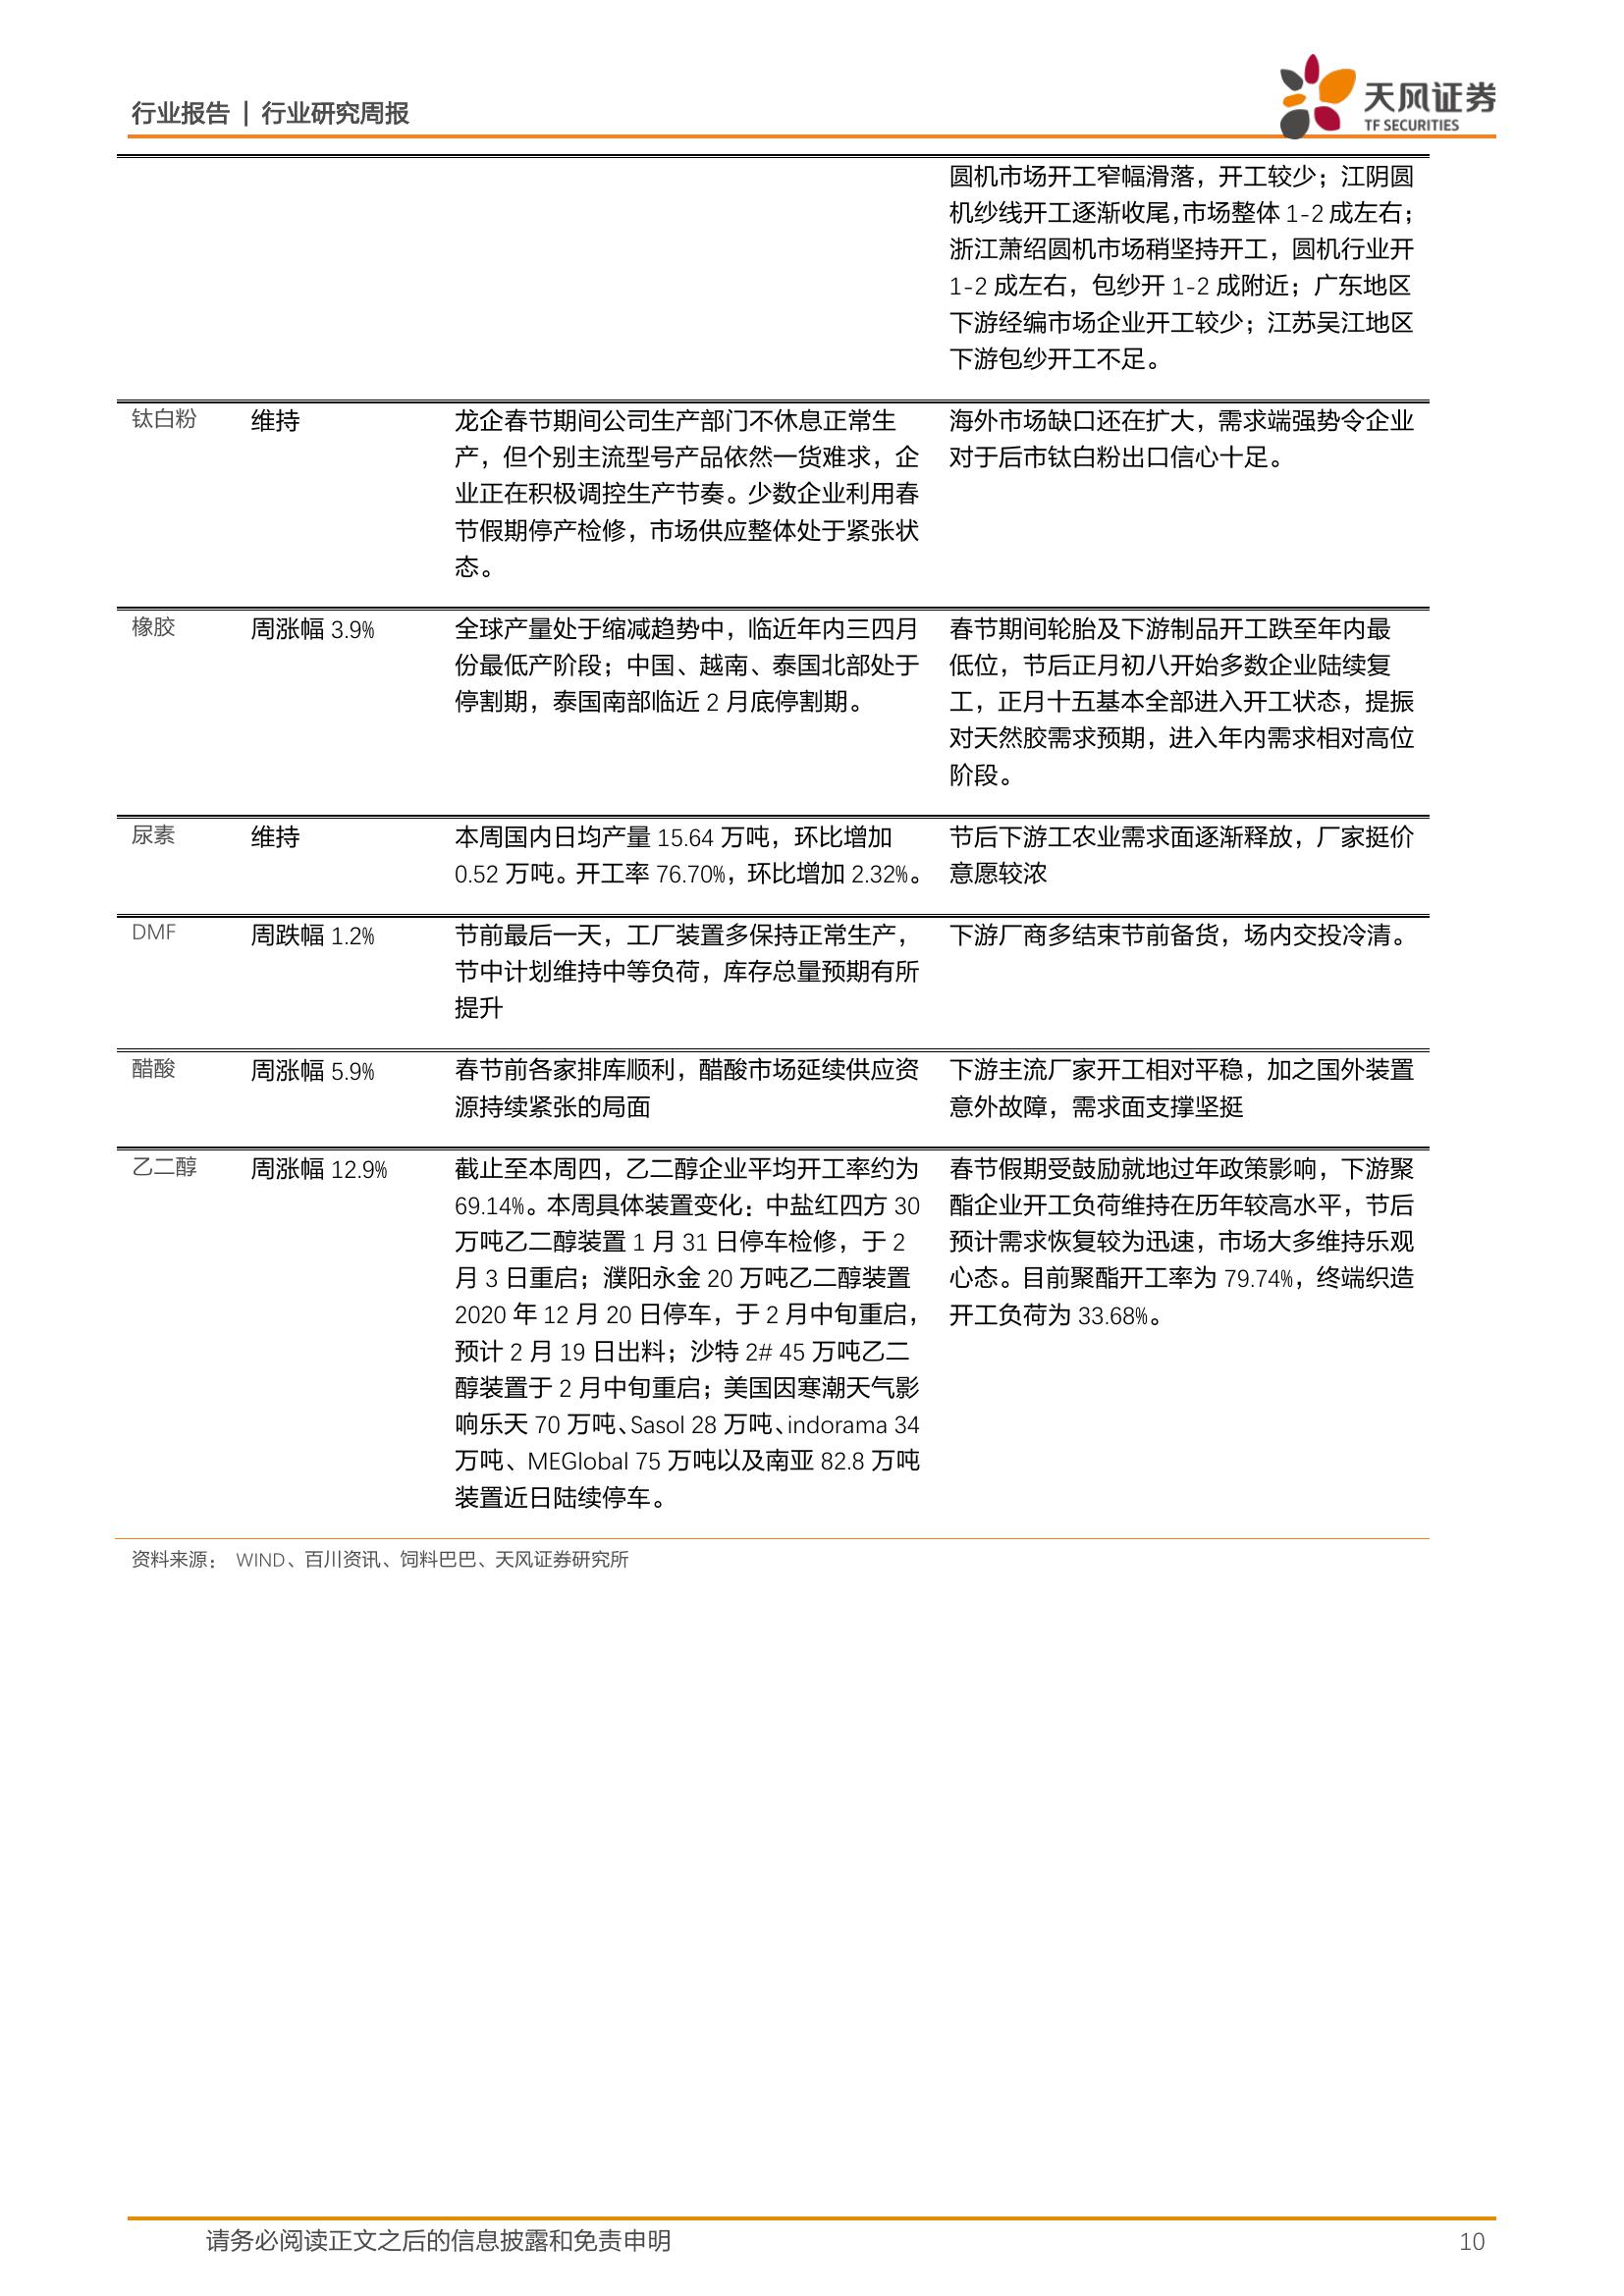 行业报告 | 行业研究周报
天风证券
TF SECURITIES
圆机市场开工窄幅滑落，开工较少；江阴圆
机纱线开工逐渐收尾，市场整体 1-2 成左右；
浙江萧绍圆机市场稍坚持开工，圆机行业开
1-2 成左右，包纱开 1-2 成附近；广东地区
下游经编市场企业开工较少；江苏吴江地区
下游包纱开工不足。
钛白粉
维持
龙企春节期间公司生产部门不休息正常生
产，但个别主流型号产品依然一货难求，企
业正在积极调控生产节奏。少数企业利用春
节假期停产检修，市场供应整体处于紧张状
态。
海外市场缺口还在扩大，需求端强势令企业
对于后市钛白粉出口信心十足。
橡胶
周涨幅 3.9%
全球产量处于缩减趋势中，临近年内三四月
份最低产阶段；中国、越南、泰国北部处于
停割期，泰国南部临近 2 月底停割期。
春节期间轮胎及下游制品开工跌至年内最
低位，节后正月初八开始多数企业陆续复
工，正月十五基本全部进入开工状态，提振
对天然胶需求预期，进入年内需求相对高位
阶段。
尿素
维持
本周国内日均产量 15.64 万吨，环比增加
0.52 万吨。开工率 76.70%，环比增加 2.32%。
节后下游工农业需求面逐渐释放，厂家挺价
意愿较浓
DMF
周跌幅 1.2%
节前最后一天，工厂装置多保持正常生产，
节中计划维持中等负荷，库存总量预期有所
提升
下游厂商多结束节前备货，场内交投冷清。
醋酸
周涨幅 5.9%
春节前各家排库顺利，醋酸市场延续供应资
源持续紧张的局面
下游主流厂家开工相对平稳，加之国外装置
意外故障，需求面支撑坚挺
乙二醇
周涨幅 12.9%
截止至本周四，乙二醇企业平均开工率约为
69.14%。本周具体装置变化：中盐红四方 30
万吨乙二醇装置 1 月 31 日停车检修，于 2
月 3 日重启；濮阳永金 20 万吨乙二醇装置
2020 年 12 月 20 日停车，于 2 月中旬重启，
预计 2 月 19 日出料；沙特 2# 45 万吨乙二
醇装置于 2 月中旬重启；美国因寒潮天气影
响乐天 70 万吨、Sasol 28 万吨、indorama 34
万吨、MEGlobal 75 万吨以及南亚 82.8 万吨
装置近日陆续停车。
春节假期受鼓励就地过年政策影响，下游聚
酯企业开工负荷维持在历年较高水平，节后
预计需求恢复较为迅速，市场大多维持乐观
心态。目前聚酯开工率为 79.74%，终端织造
开工负荷为 33.68%。
资料来源： WIND、百川资讯、饲料巴巴、天风证券研究所
请务必阅读正文之后的信息披露和免责申明
10